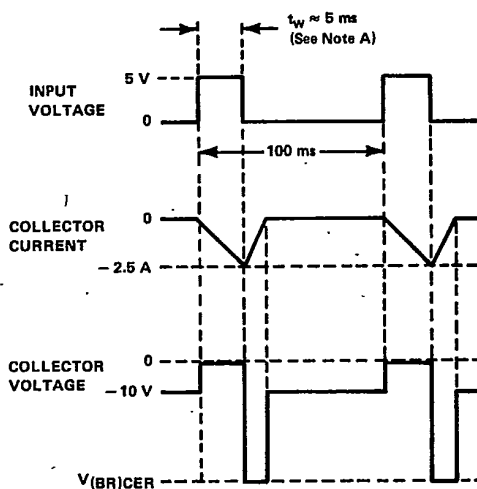 tw ≈ 5 ms
(See Note A)
5 V
INPUT
VOLTAGE
0
100 ms
0
COLLECTOR
CURRENT
– 2.5 A
0
COLLECTOR
VOLTAGE
– 10 V
V(BR)CER